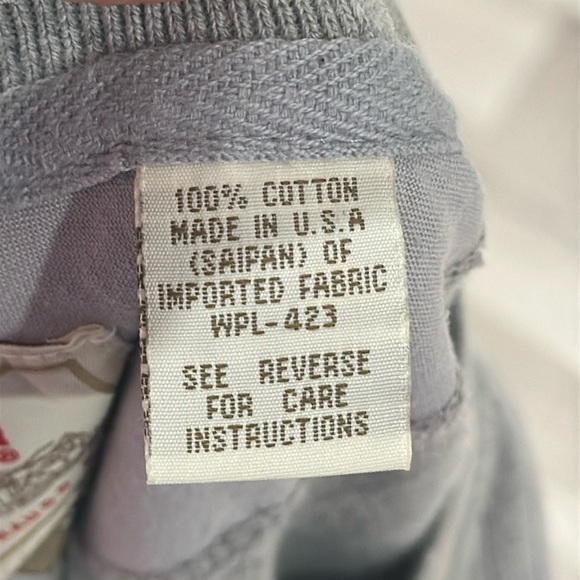 100% COTTON
MADE IN U.S.A
(SAIPAN) OF
IMPORTED FABRIC
WPL-423
SEE REVERSE
FOR CARE
INSTRUCTIONS
®